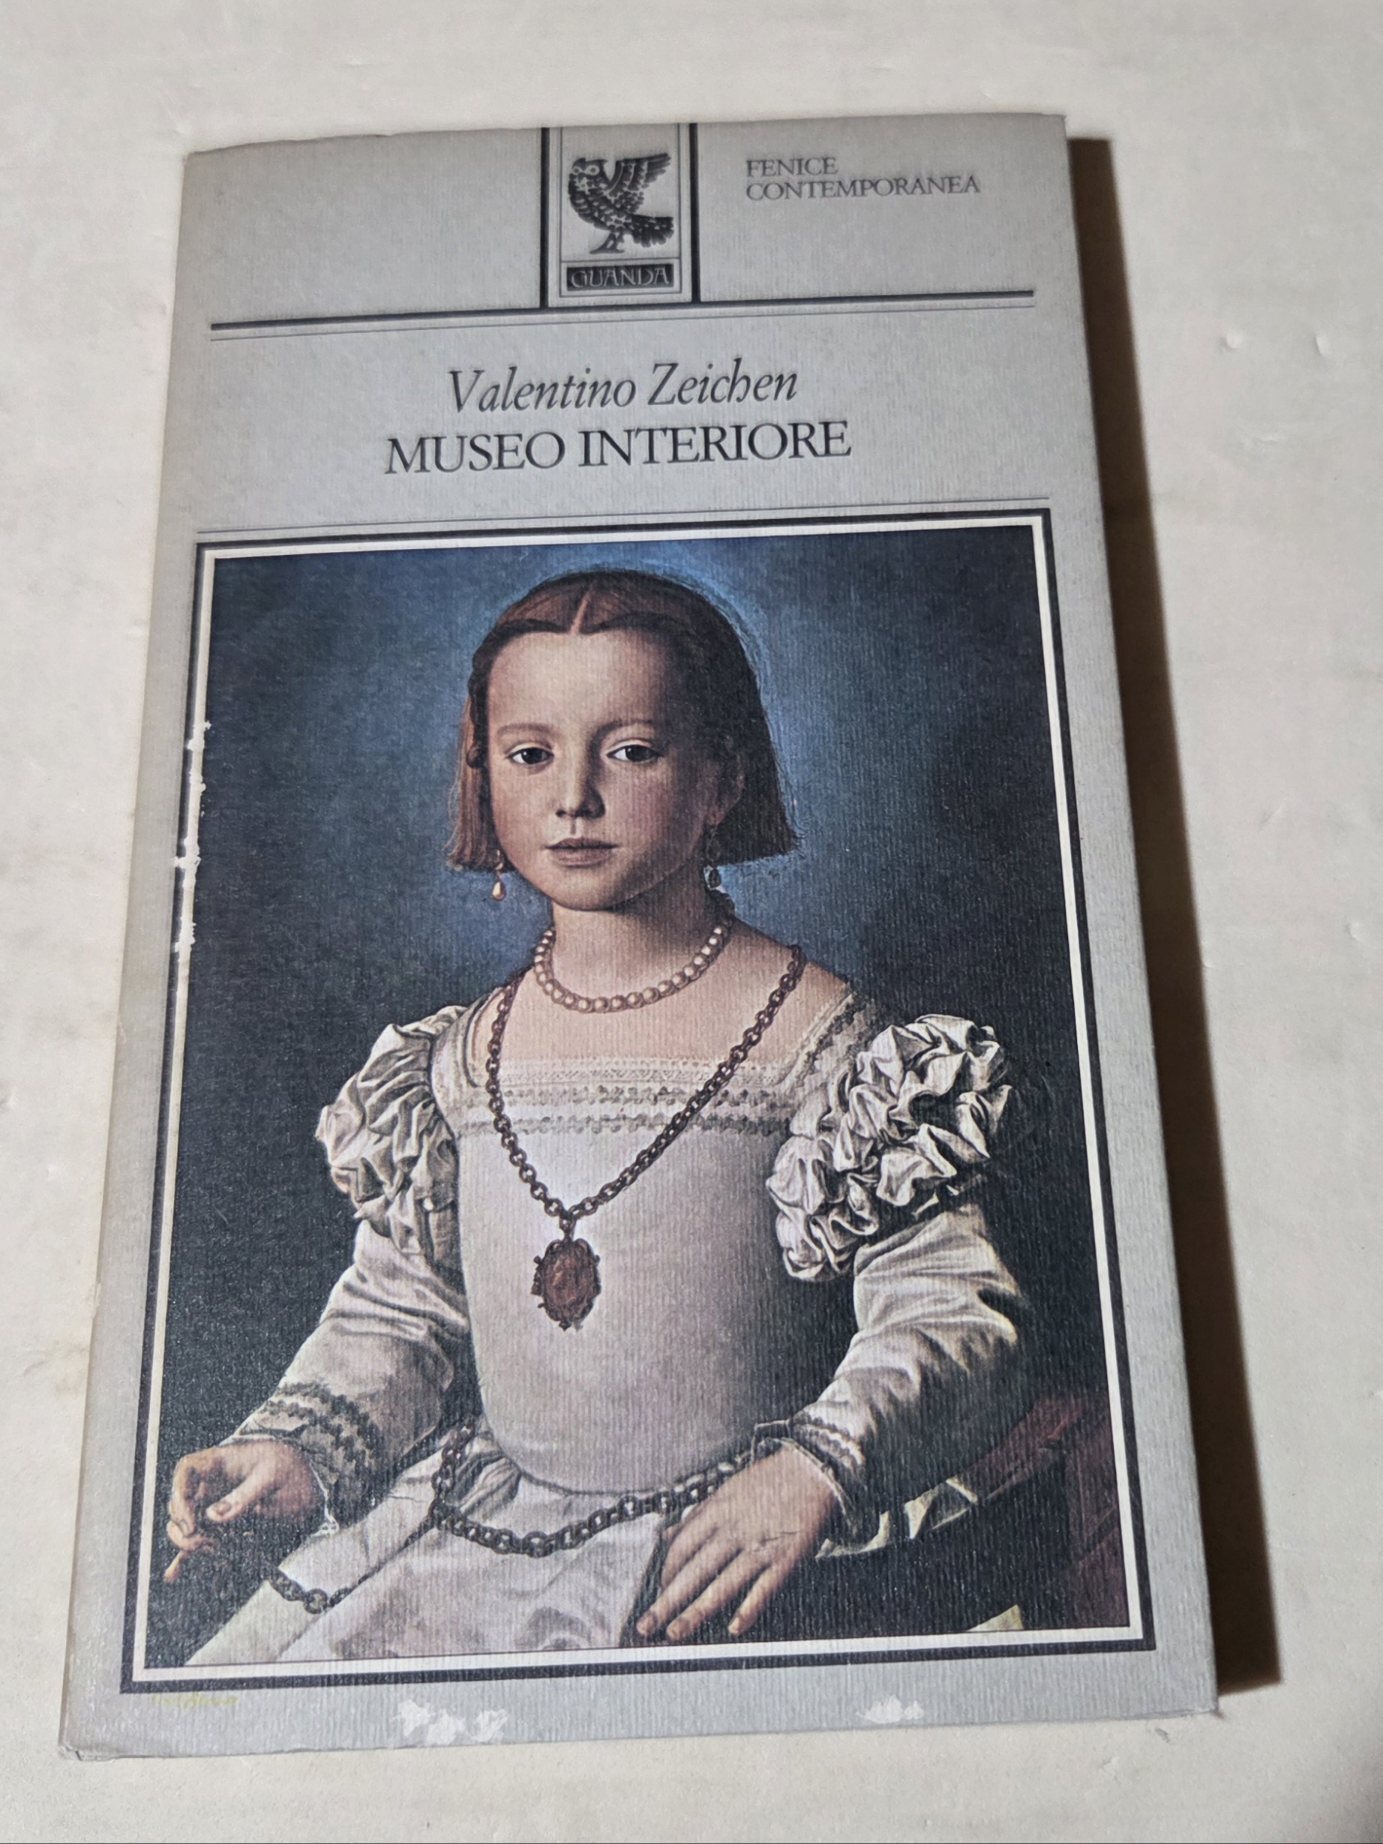 GUANDA
FENICE
CONTEMPORANEA
Valentino Zeichen
MUSEO INTERIORE